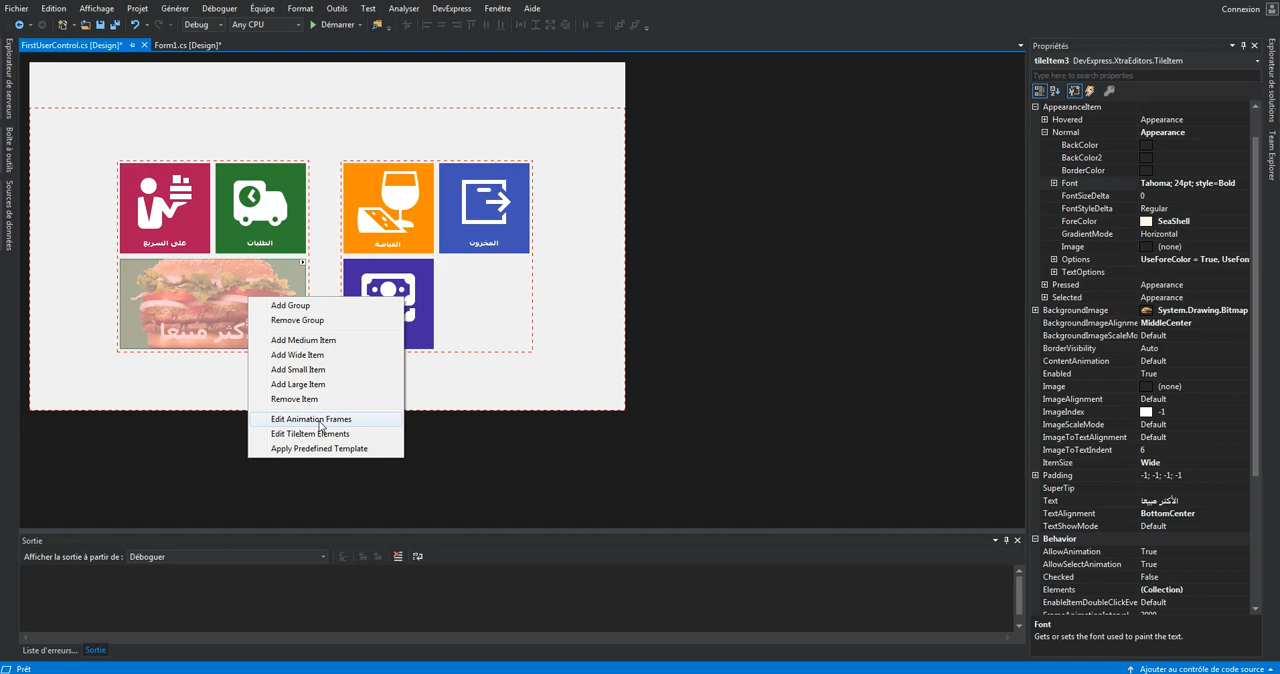 Fichier Edition Affichage Projet Générer Déboguer Équipe Format Outils Test Analyser DevExpress Fenêtre Aide Connexion
Debug Any CPU Démarrer
FirstUserControl.cs [Design]* Form1.cs [Design]*
Explorateur de serveurs
Boîte à outils
Sources de données
على السريع
الطلبات
القباصة
المخزون
الأكثر مبيعا
Add Group
Remove Group
Add Medium Item
Add Wide Item
Add Small Item
Add Large Item
Remove Item
Edit Animation Frames
Edit TileItem Elements
Apply Predefined Template
Sortie
Afficher la sortie à partir de : Déboguer
Liste d'erreurs... Sortie
Prêt
Ajouter au contrôle de code source
Propriétés
tileItem3 DevExpress.XtraEditors.TileItem
Type here to search properties
AppearanceItem
Hovered Appearance
Normal Appearance
BackColor
BackColor2
BorderColor
Font Tahoma; 24pt; style=Bold
FontSizeDelta 0
FontStyleDelta Regular
ForeColor SeaShell
GradientMode Horizontal
Image (none)
Options UseForeColor = True, UseFon
TextOptions
Pressed Appearance
Selected Appearance
BackgroundImage System.Drawing.Bitmap
BackgroundImageAlignme MiddleCenter
BackgroundImageScaleMo Default
BorderVisibility Auto
ContentAnimation Default
Enabled True
Image (none)
ImageAlignment Default
ImageIndex -1
ImageScaleMode Default
ImageToTextAlignment Default
ImageToTextIndent 6
ItemSize Wide
Padding -1; -1; -1; -1
SuperTip
Text الأكثر مبيعا
TextAlignment BottomCenter
TextShowMode Default
Behavior
AllowAnimation True
AllowSelectAnimation True
Checked False
Elements (Collection)
EnableItemDoubleClickEve Default
Font
Gets or sets the font used to paint the text.
Explorateur de solutions
Team Explorer